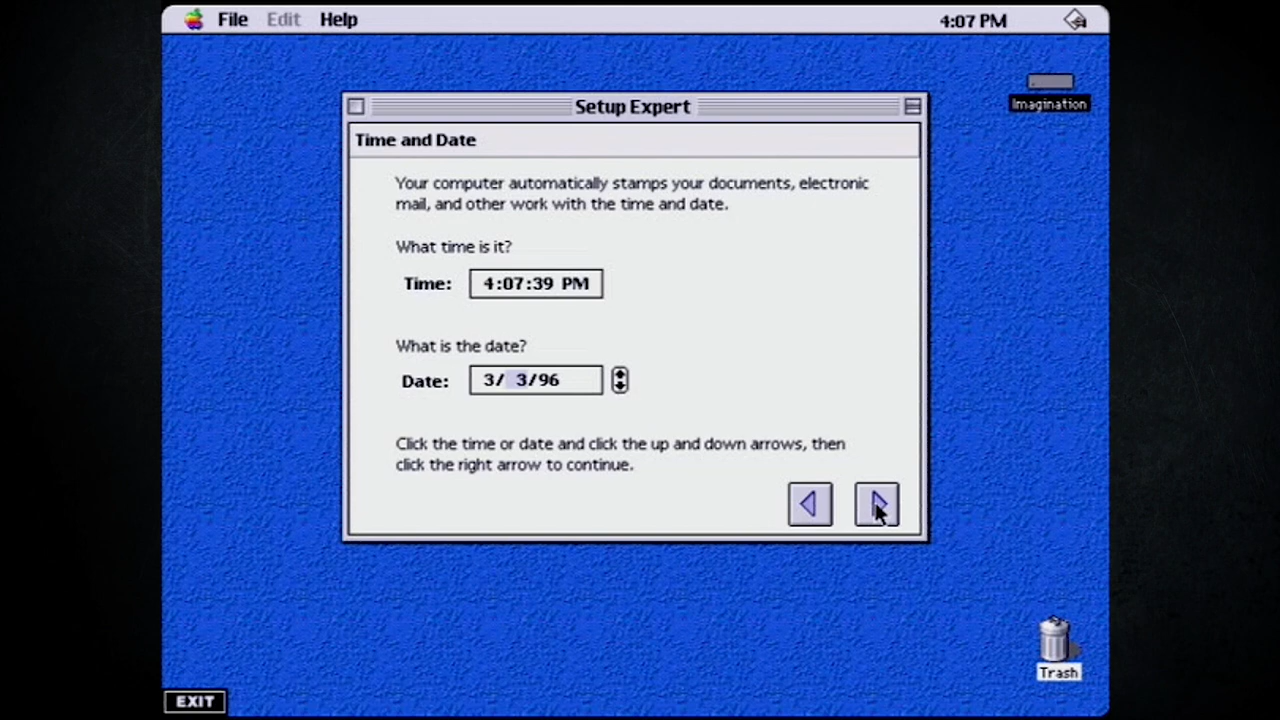 File Edit Help 4:07 PM
Imagination
Setup Expert
Time and Date
Your computer automatically stamps your documents, electronic
mail, and other work with the time and date.
What time is it?
Time: 4:07:39 PM
What is the date?
Date: 3/ 3/96
Click the time or date and click the up and down arrows, then
click the right arrow to continue.
Trash
EXIT